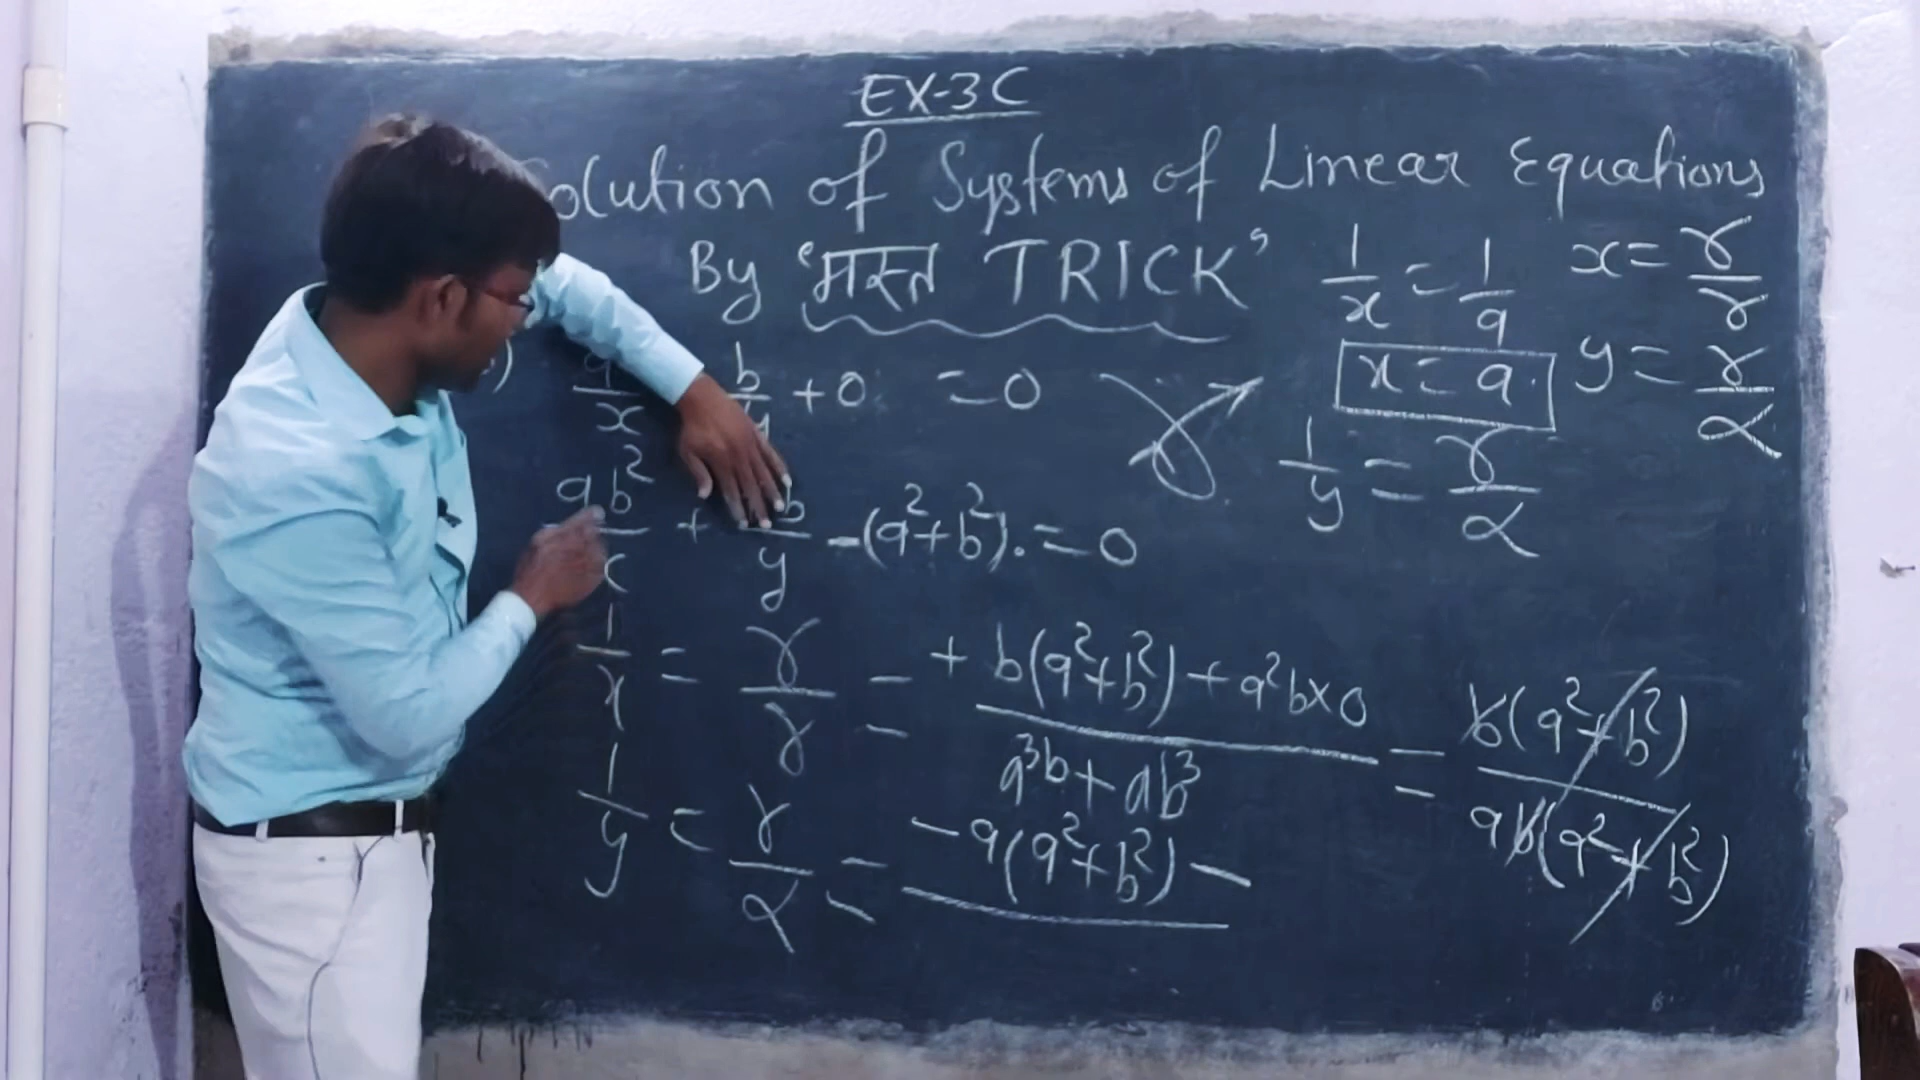 EX-3C
Solution of Systems of Linear Equations
By "मस्त TRICK"
) a/x b/y + 0 = 0
ab²/x + b/y - (a²+b²). = 0
1/x = γ/γ = + b(a²+b²) + a²b×0 / a³b+ab³ = b(a²+b²) / ab(a²+b²)
1/y = γ/α = -a(a²+b²) -
1/x = 1/a
x = a.
1/y = γ/α
x = γ/γ
y = γ/α